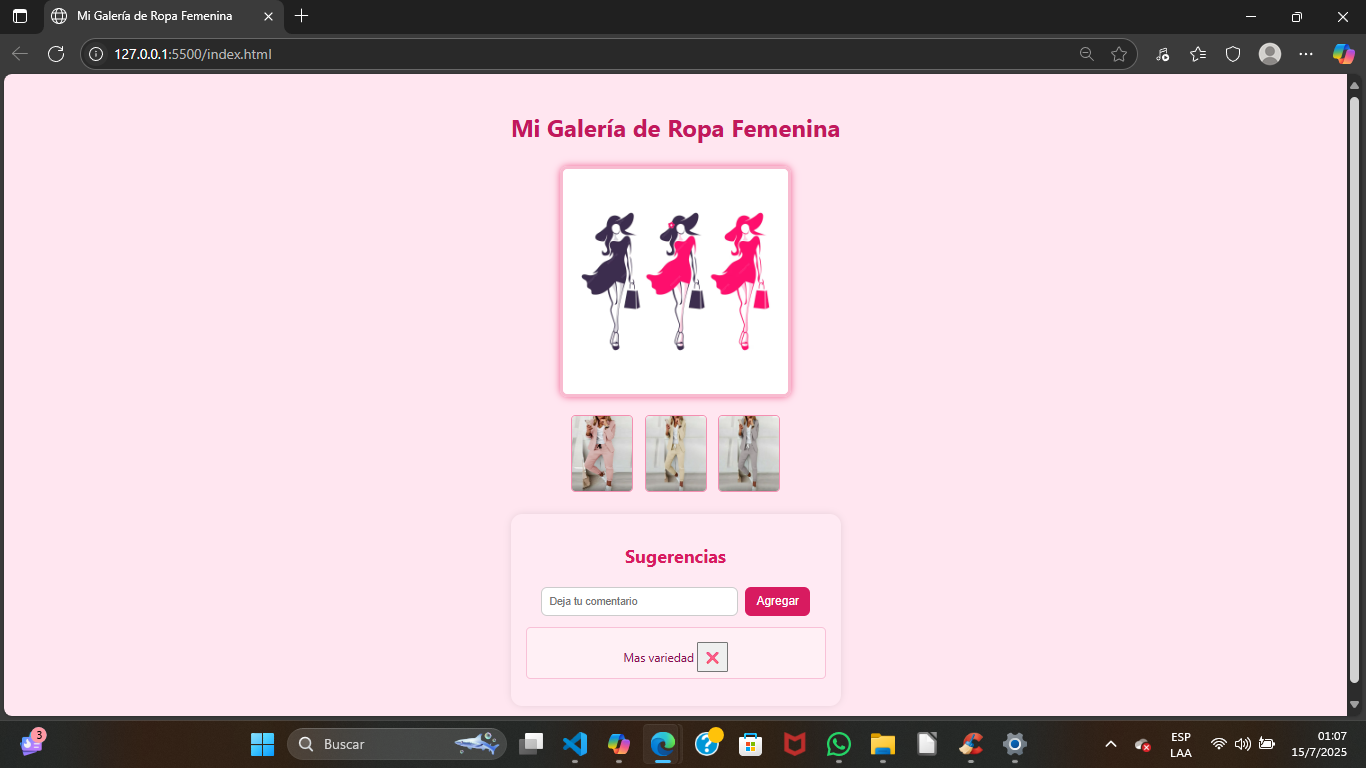 Mi Galería de Ropa Femenina
127.0.0.1:5500/index.html
Mi Galería de Ropa Femenina
Sugerencias
Deja tu comentario
Agregar
Mas variedad
3
Buscar
ESP
LAA
01:07
15/7/2025